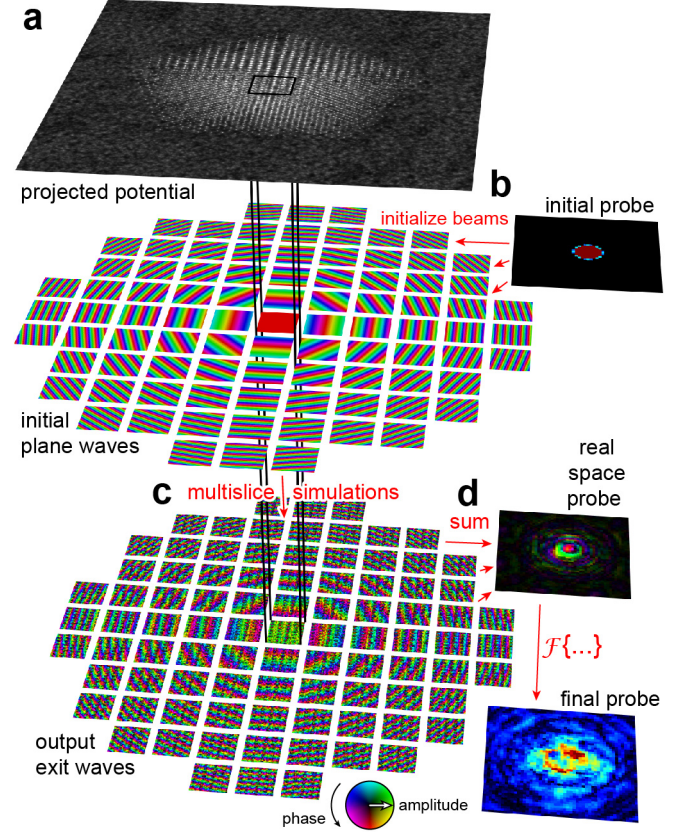 a
projected potential
b
initial probe
initialize beams
initial
plane waves
c
multislice simulations
d
real
space
probe
sum
ℱ{...}
final probe
output
exit waves
phase
amplitude